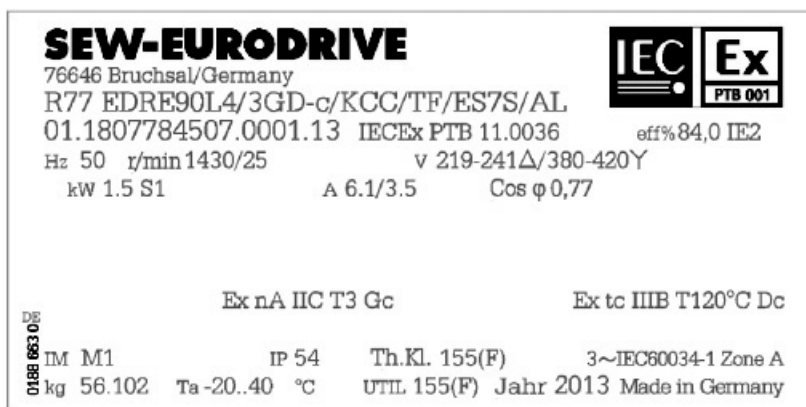 SEW-EURODRIVE
76646 Bruchsal/Germany
IEC Ex
PTB 001
R77 EDRE90L4/3GD-c/KCC/TF/ES7S/AL
01.1807784507.0001.13 IECEx PTB 11.0036 eff% 84,0 IE2
Hz 50 r/min 1430/25 V 219-241Δ/380-420Y
kW 1.5 S1 A 6.1/3.5 Cos φ 0,77
Ex nA IIC T3 Gc Ex tc IIIB T120°C Dc
IM M1 IP 54 Th.Kl. 155(F) 3~IEC60034-1 Zone A
kg 56.102 Ta -20..40 °C UTIL 155(F) Jahr 2013 Made in Germany
0188 663 0 DE